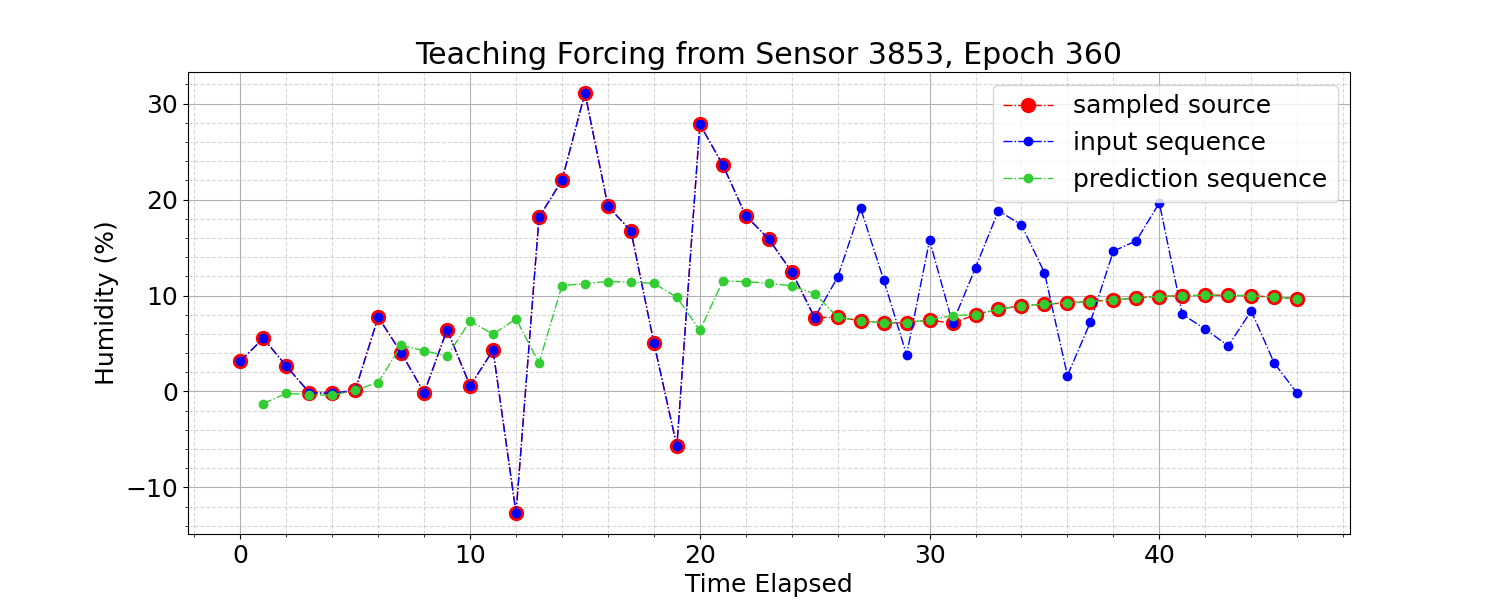 Teaching Forcing from Sensor 3853, Epoch 360
sampled source
input sequence
prediction sequence
Humidity (%)
30
20
10
0
−10
0 10 20 30 40
Time Elapsed